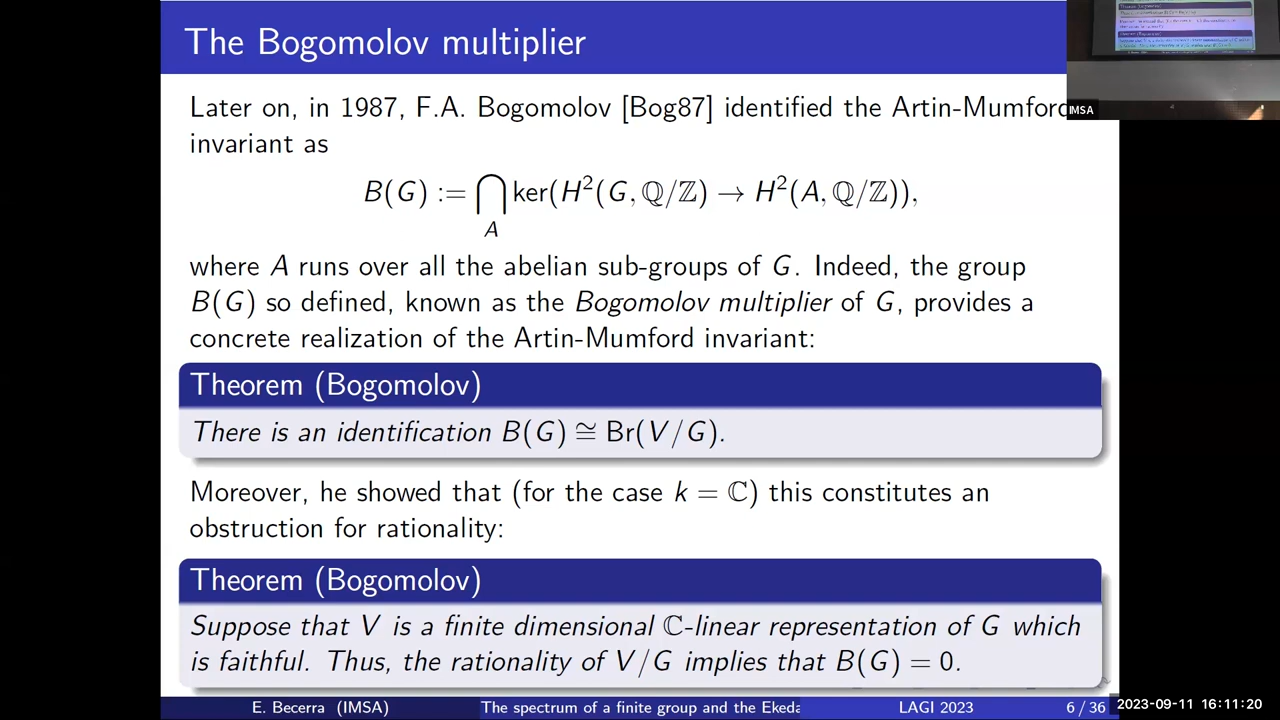 The Bogomolov multiplier
IMSA
Later on, in 1987, F.A. Bogomolov [Bog87] identified the Artin-Mumford
invariant as
B(G) := ⋂ ker(H²(G, ℚ/ℤ) → H²(A, ℚ/ℤ)),
A
where A runs over all the abelian sub-groups of G. Indeed, the group
B(G) so defined, known as the Bogomolov multiplier of G, provides a
concrete realization of the Artin-Mumford invariant:
Theorem (Bogomolov)
There is an identification B(G) ≅ Br(V/G).
Moreover, he showed that (for the case k = ℂ) this constitutes an
obstruction for rationality:
Theorem (Bogomolov)
Suppose that V is a finite dimensional ℂ-linear representation of G which
is faithful. Thus, the rationality of V/G implies that B(G) = 0.
E. Becerra (IMSA) The spectrum of a finite group and the Ekeda LAGI 2023 6 / 36
2023-09-11 16:11:20